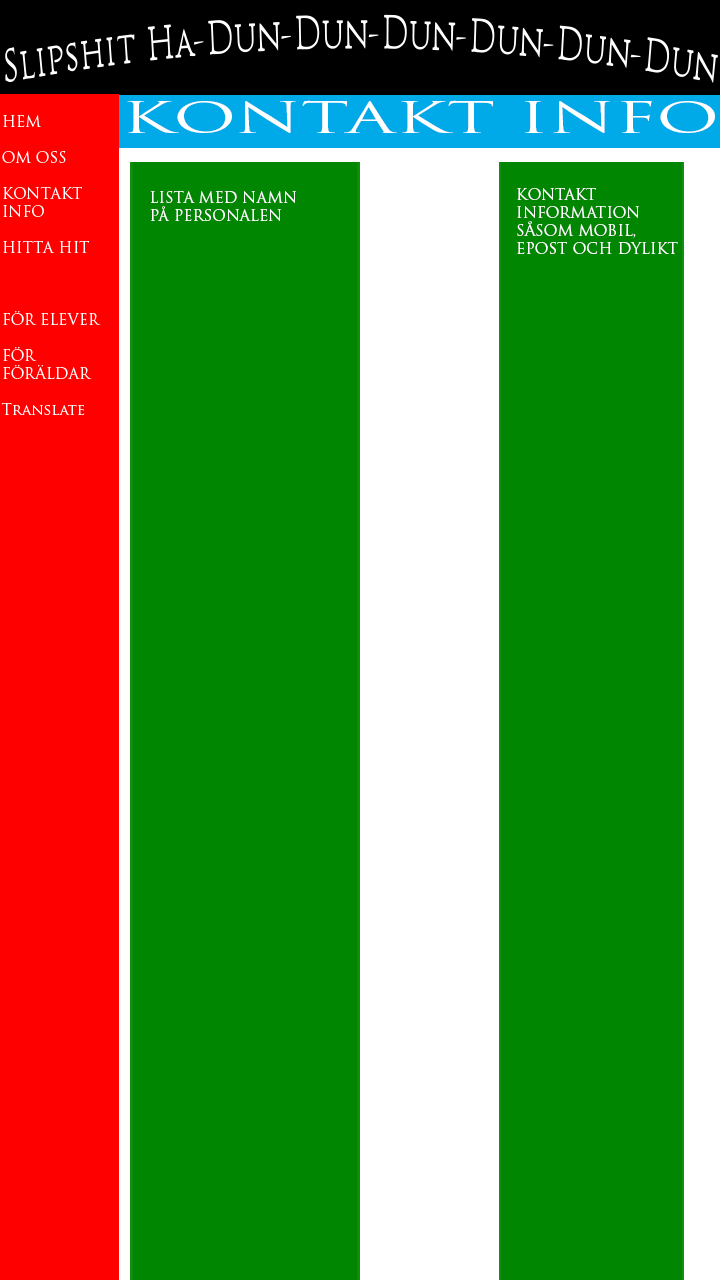 SLIPSHIT HA-DUN-DUN-DUN-DUN-DUN-DUN
KONTAKT INFO
HEM
OM OSS
KONTAKT
INFO
HITTA HIT
FÖR ELEVER
FÖR
FÖRÄLDAR
TRANSLATE
LISTA MED NAMN
PÅ PERSONALEN
KONTAKT
INFORMATION
SÅSOM MOBIL,
EPOST OCH DYLIKT